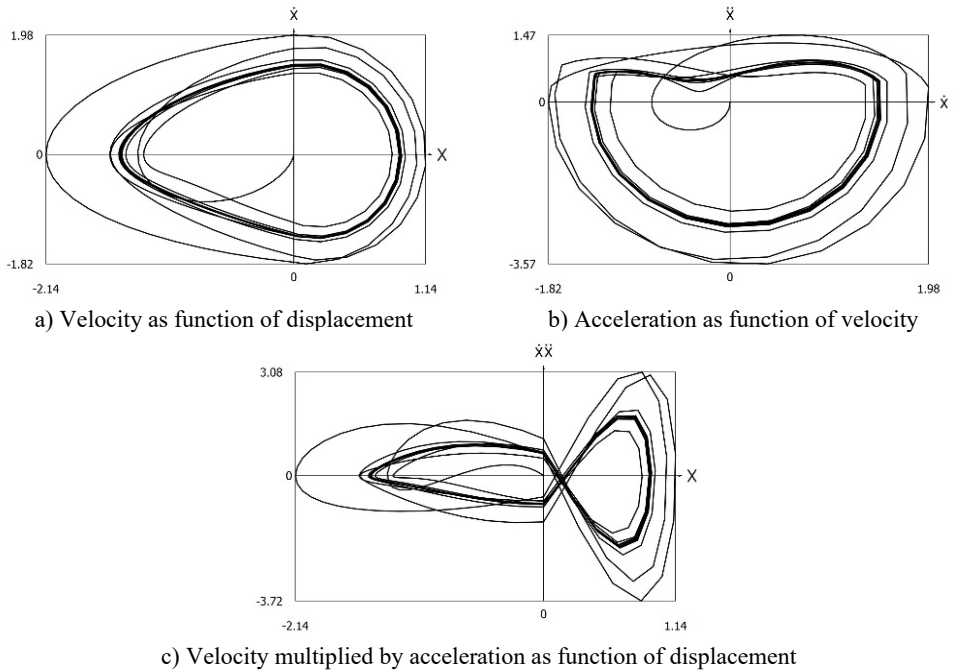 Ẋ
Ẍ
1.98
1.47
0
X
0
Ẋ
-1.82
-3.57
0
0
-2.14
1.14
-1.82
1.98
a) Velocity as function of displacement
b) Acceleration as function of velocity
ẊẌ
3.08
0
X
-3.72
0
-2.14
1.14
c) Velocity multiplied by acceleration as function of displacement